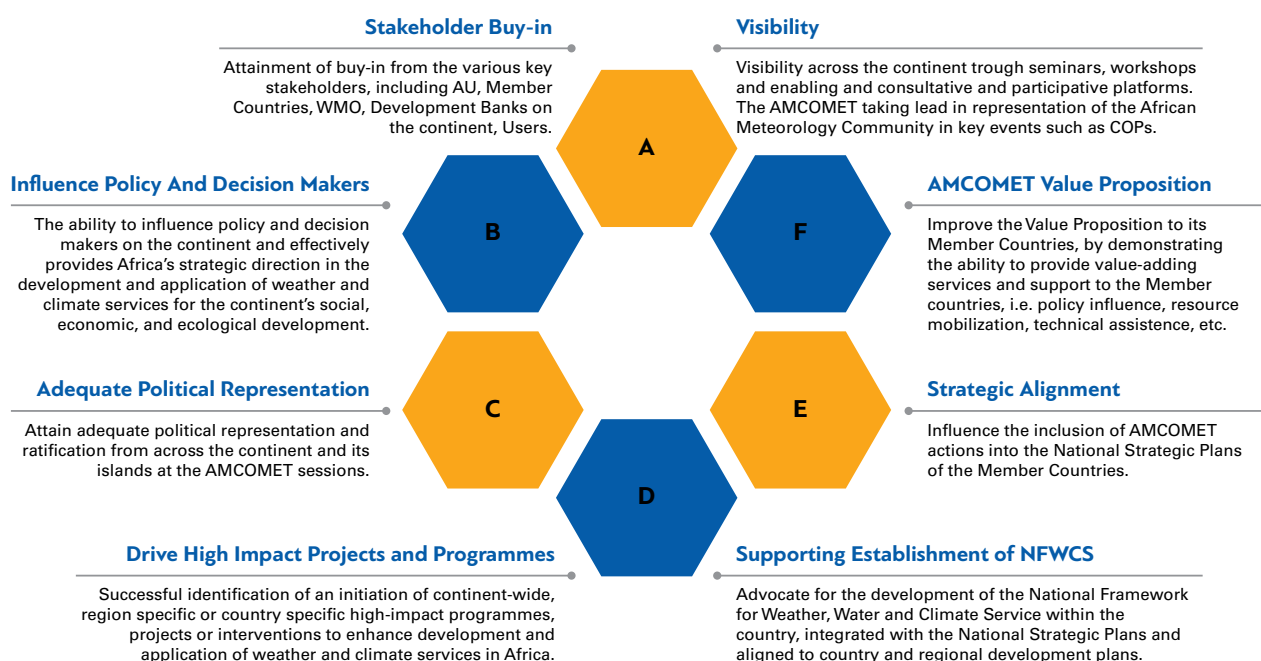 Stakeholder Buy-in
Attainment of buy-in from the various key
stakeholders, including AU, Member
Countries, WMO, Development Banks on
the continent, Users.
Visibility
Visibility across the continent trough seminars, workshops
and enabling and consultative and participative platforms.
The AMCOMET taking lead in representation of the African
Meteorology Community in key events such as COPs.
A
Influence Policy And Decision Makers
The ability to influence policy and decision
makers on the continent and effectively
provides Africa's strategic direction in the
development and application of weather and
climate services for the continent's social,
economic, and ecological development.
B
F
AMCOMET Value Proposition
Improve the Value Proposition to its
Member Countries, by demonstrating
the ability to provide value-adding
services and support to the Member
countries, i.e. policy influence, resource
mobilization, technical assistence, etc.
Adequate Political Representation
Attain adequate political representation and
ratification from across the continent and its
islands at the AMCOMET sessions.
C
E
Strategic Alignment
Influence the inclusion of AMCOMET
actions into the National Strategic Plans
of the Member Countries.
D
Drive High Impact Projects and Programmes
Successful identification of an initiation of continent-wide,
region specific or country specific high-impact programmes,
projects or interventions to enhance development and
application of weather and climate services in Africa.
Supporting Establishment of NFWCS
Advocate for the development of the National Framework
for Weather, Water and Climate Service within the
country, integrated with the National Strategic Plans and
aligned to country and regional development plans.